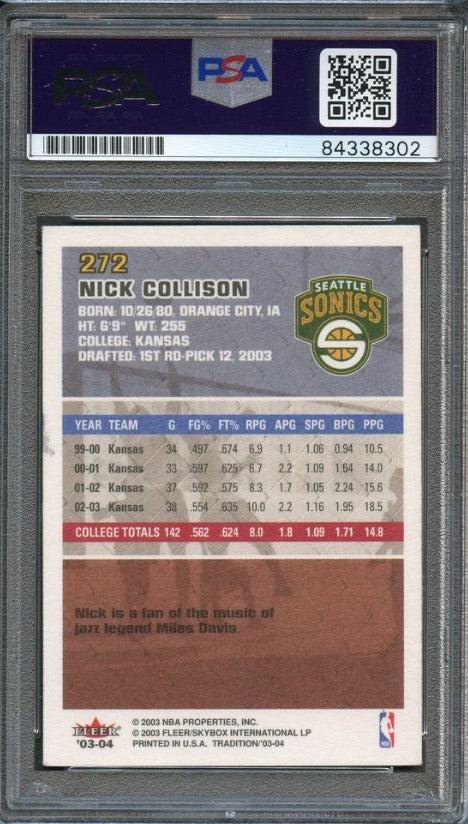 PSA
PSA
84338302
272
NICK COLLISON
BORN: 10/26/80, ORANGE CITY, IA
HT: 6'9" WT: 255
COLLEGE: KANSAS
DRAFTED: 1ST RD-PICK 12, 2003
SEATTLE
SONICS
YEAR TEAM G FG% FT% RPG APG SPG BPG PPG
99-00 Kansas 34 .497 .674 6.9 1.1 1.06 0.94 10.5
00-01 Kansas 33 .597 .625 6.7 2.2 1.09 1.64 14.0
01-02 Kansas 37 .592 .575 8.3 1.7 1.05 2.24 15.6
02-03 Kansas 38 .554 .635 10.0 2.2 1.16 1.95 18.5
COLLEGE TOTALS 142 .562 .624 8.0 1.8 1.09 1.71 14.8
Nick is a fan of the music of
jazz legend Miles Davis.
FLEER
'03-04
© 2003 NBA PROPERTIES, INC.
© 2003 FLEER/SKYBOX INTERNATIONAL LP
PRINTED IN U.S.A. TRADITION/'03-04
NBA